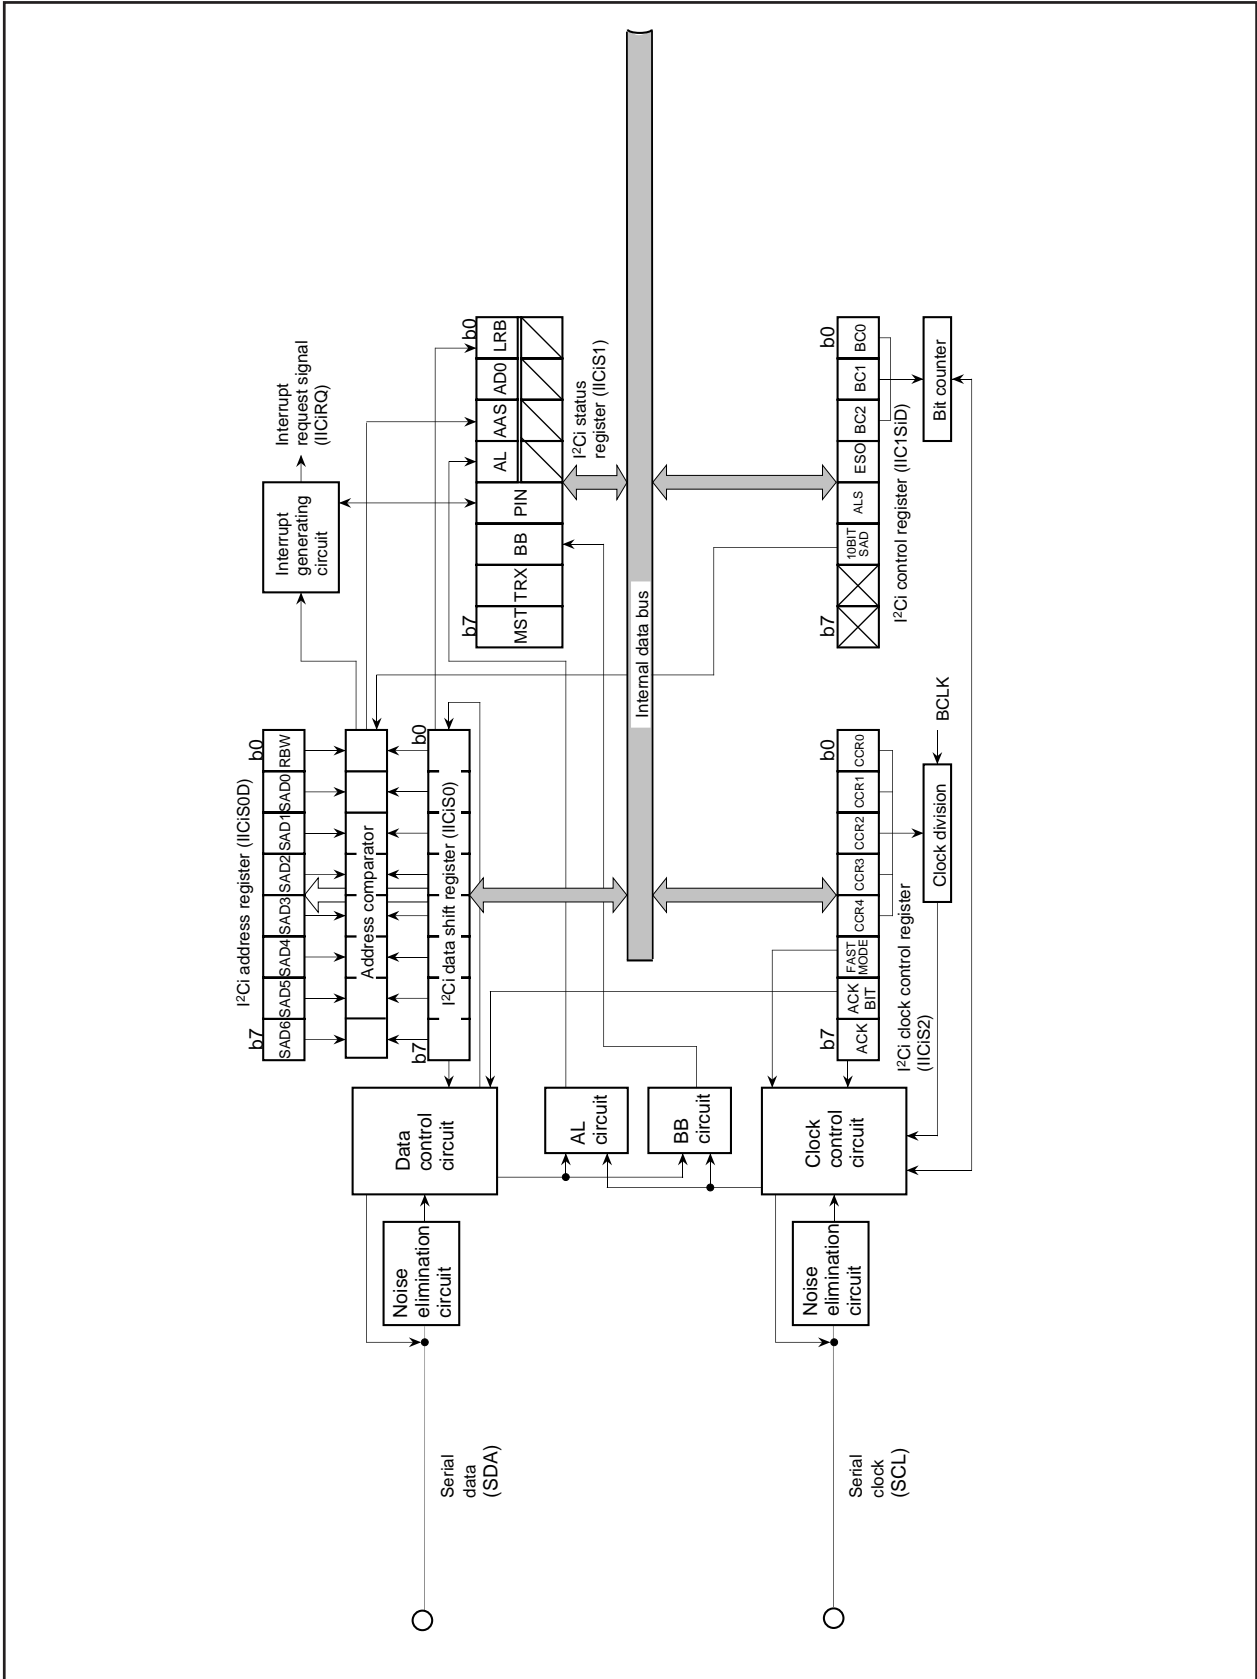 I²Ci address register (IICiS0D)
b7
b0
SAD6
SAD5
SAD4
SAD3
SAD2
SAD1
SAD0
RBW
Address comparator
b7
b0
I²Ci data shift register (IICiS0)
Interrupt
generating
circuit
Interrupt
request signal
(IICiRQ)
b7
b0
MST
TRX
BB
PIN
AL
AAS
AD0
LRB
I²Ci status
register (IICiS1)
Serial
data
(SDA)
Noise
elimination
circuit
Data
control
circuit
AL
circuit
BB
circuit
Internal data bus
Serial
clock
(SCL)
Noise
elimination
circuit
Clock
control
circuit
b7
b0
ACK
ACK
BIT
FAST
MODE
CCR4
CCR3
CCR2
CCR1
CCR0
I²Ci clock control register
(IICiS2)
Clock division
BCLK
b7
b0
10BIT
SAD
ALS
ESO
BC2
BC1
BC0
I²Ci control register (IIC1SiD)
Bit counter